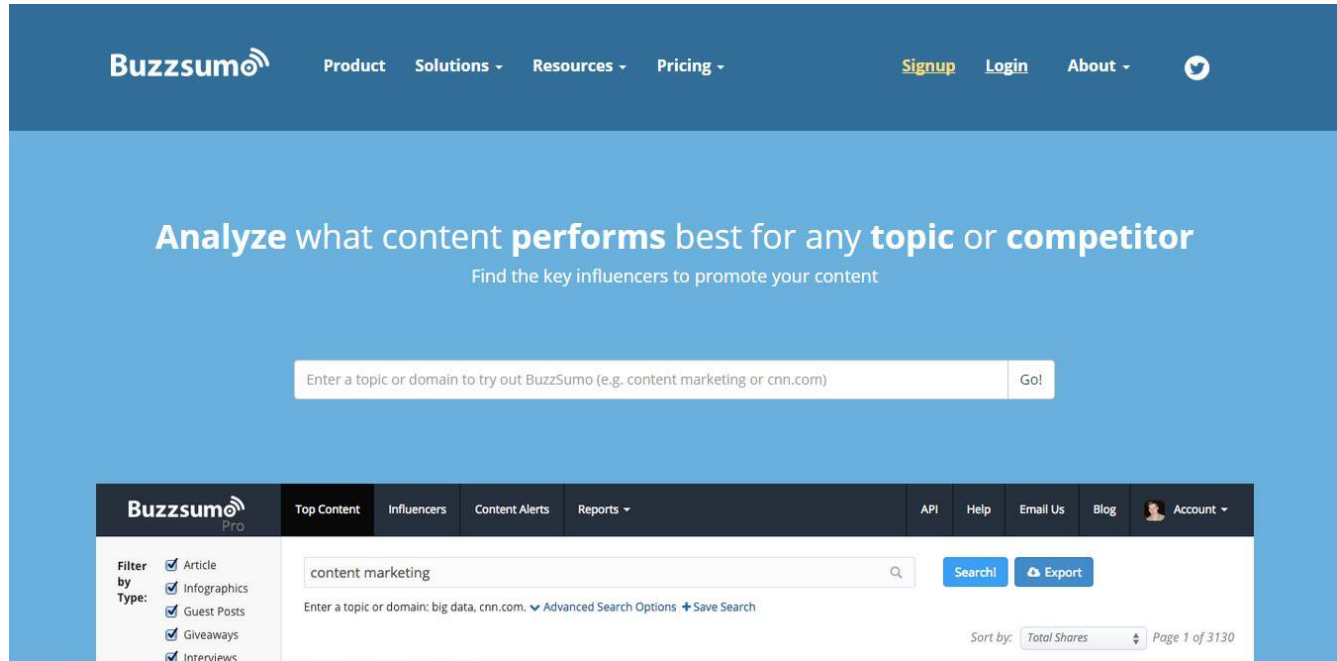 Buzzsumo Product Solutions Resources Pricing Signup Login About
Analyze what content performs best for any topic or competitor
Find the key influencers to promote your content
Enter a topic or domain to try out BuzzSumo (e.g. content marketing or cnn.com) Go!
Buzzsumo Top Content Influencers Content Alerts Reports API Help Email Us Blog Account
Pro
Filter by Type:
Article
Infographics
Guest Posts
Giveaways
Interviews
content marketing Search! Export
Enter a topic or domain: big data, cnn.com. Advanced Search Options + Save Search
Sort by: Total Shares Page 1 of 3130